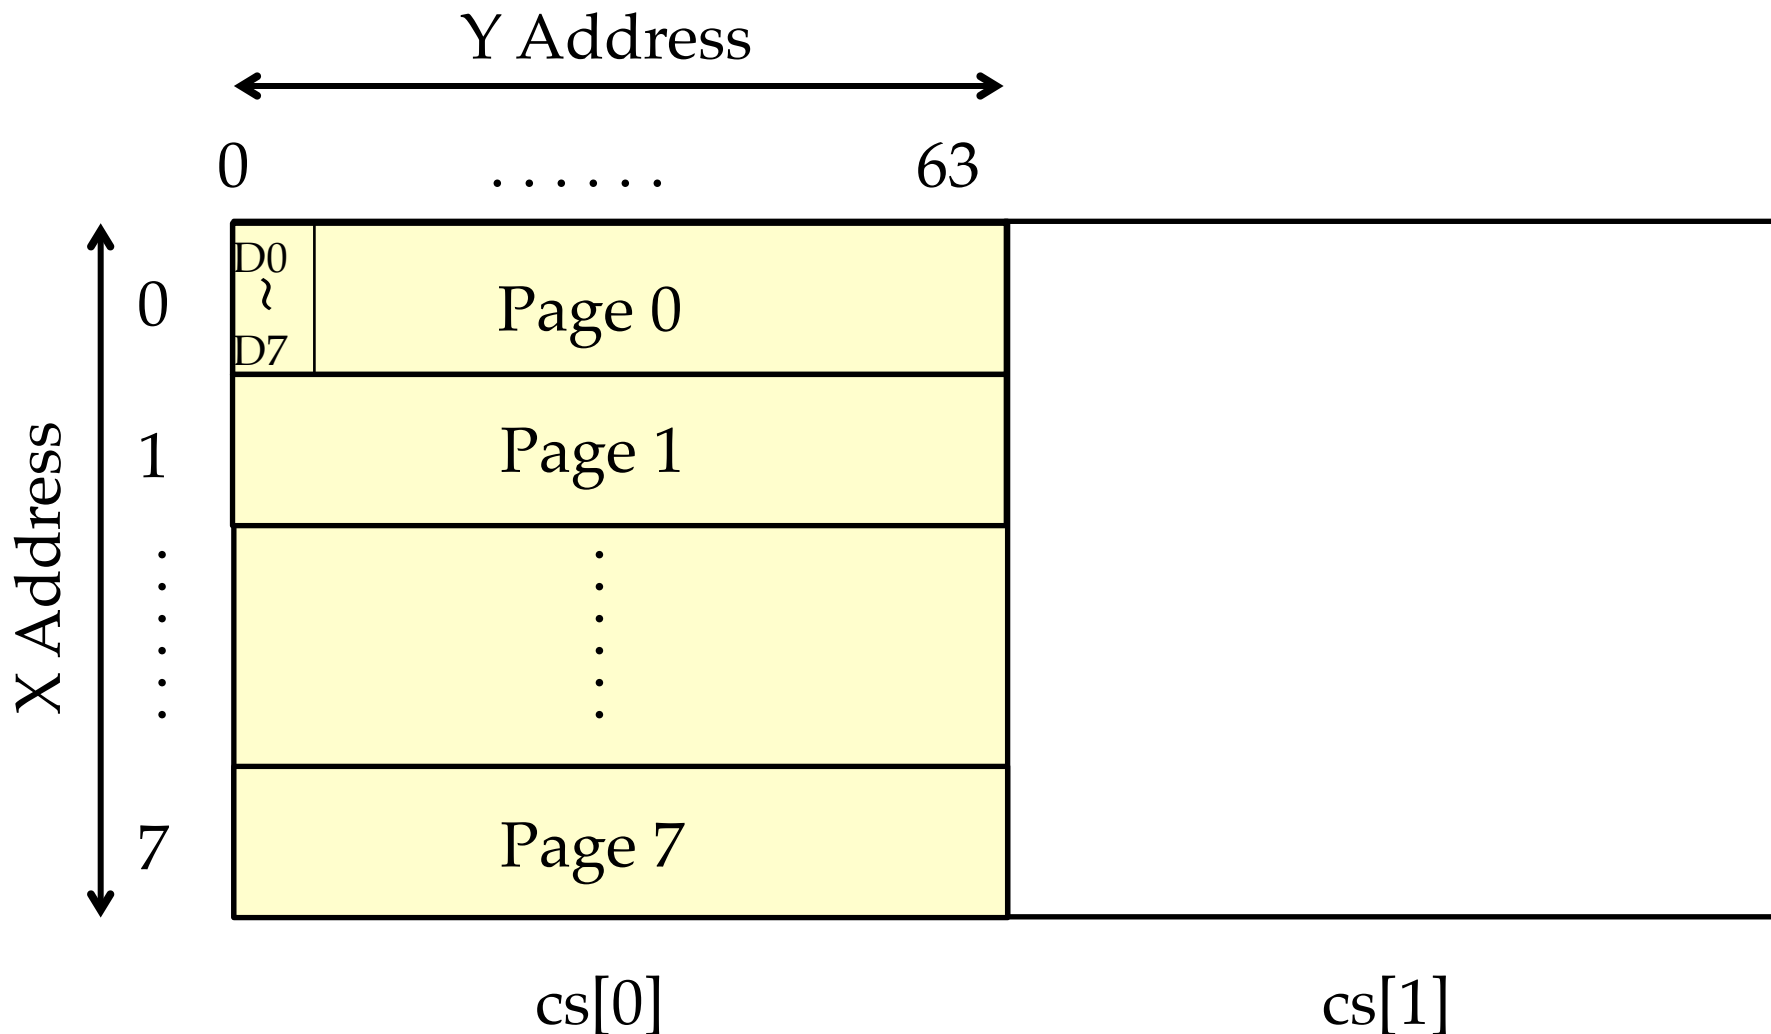 Y Address
0 . . . . . . 63
D0
~
D7
0
Page 0
1
Page 1
X Address
. . . . . .
. . . . . .
7
Page 7
cs[0]
cs[1]